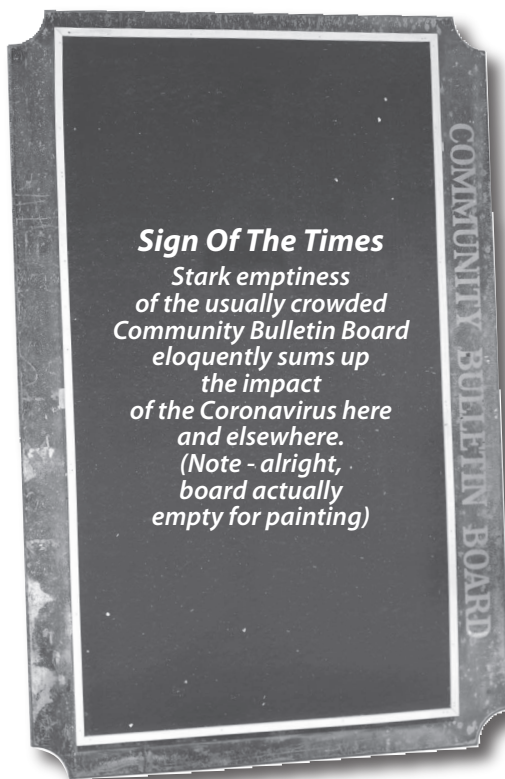 Sign Of The Times
Stark emptiness
of the usually crowded
Community Bulletin Board
eloquently sums up
the impact
of the Coronavirus here
and elsewhere.
(Note - alright,
board actually
empty for painting)
COMMUNITY BULLETIN BOARD